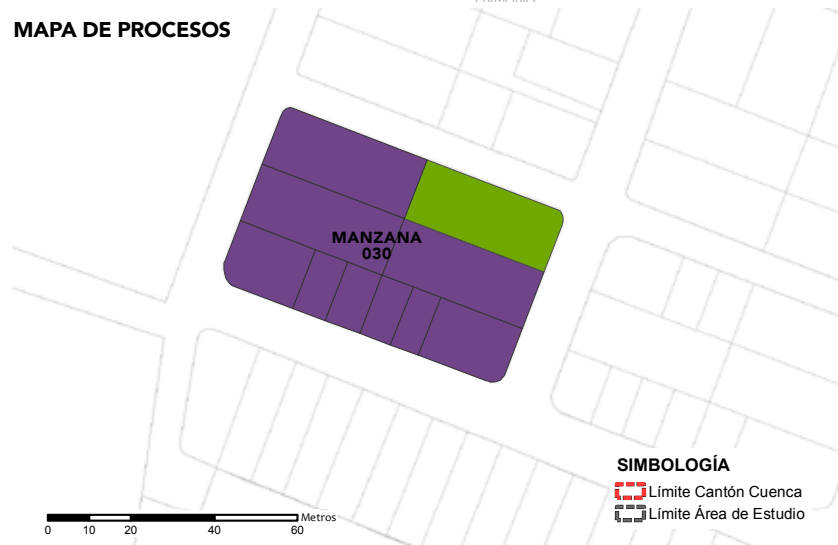 MAPA DE PROCESOS
MANZANA
030
SIMBOLOGÍA
Límite Cantón Cuenca
Límite Área de Estudio
Metros
0 10 20 40 60